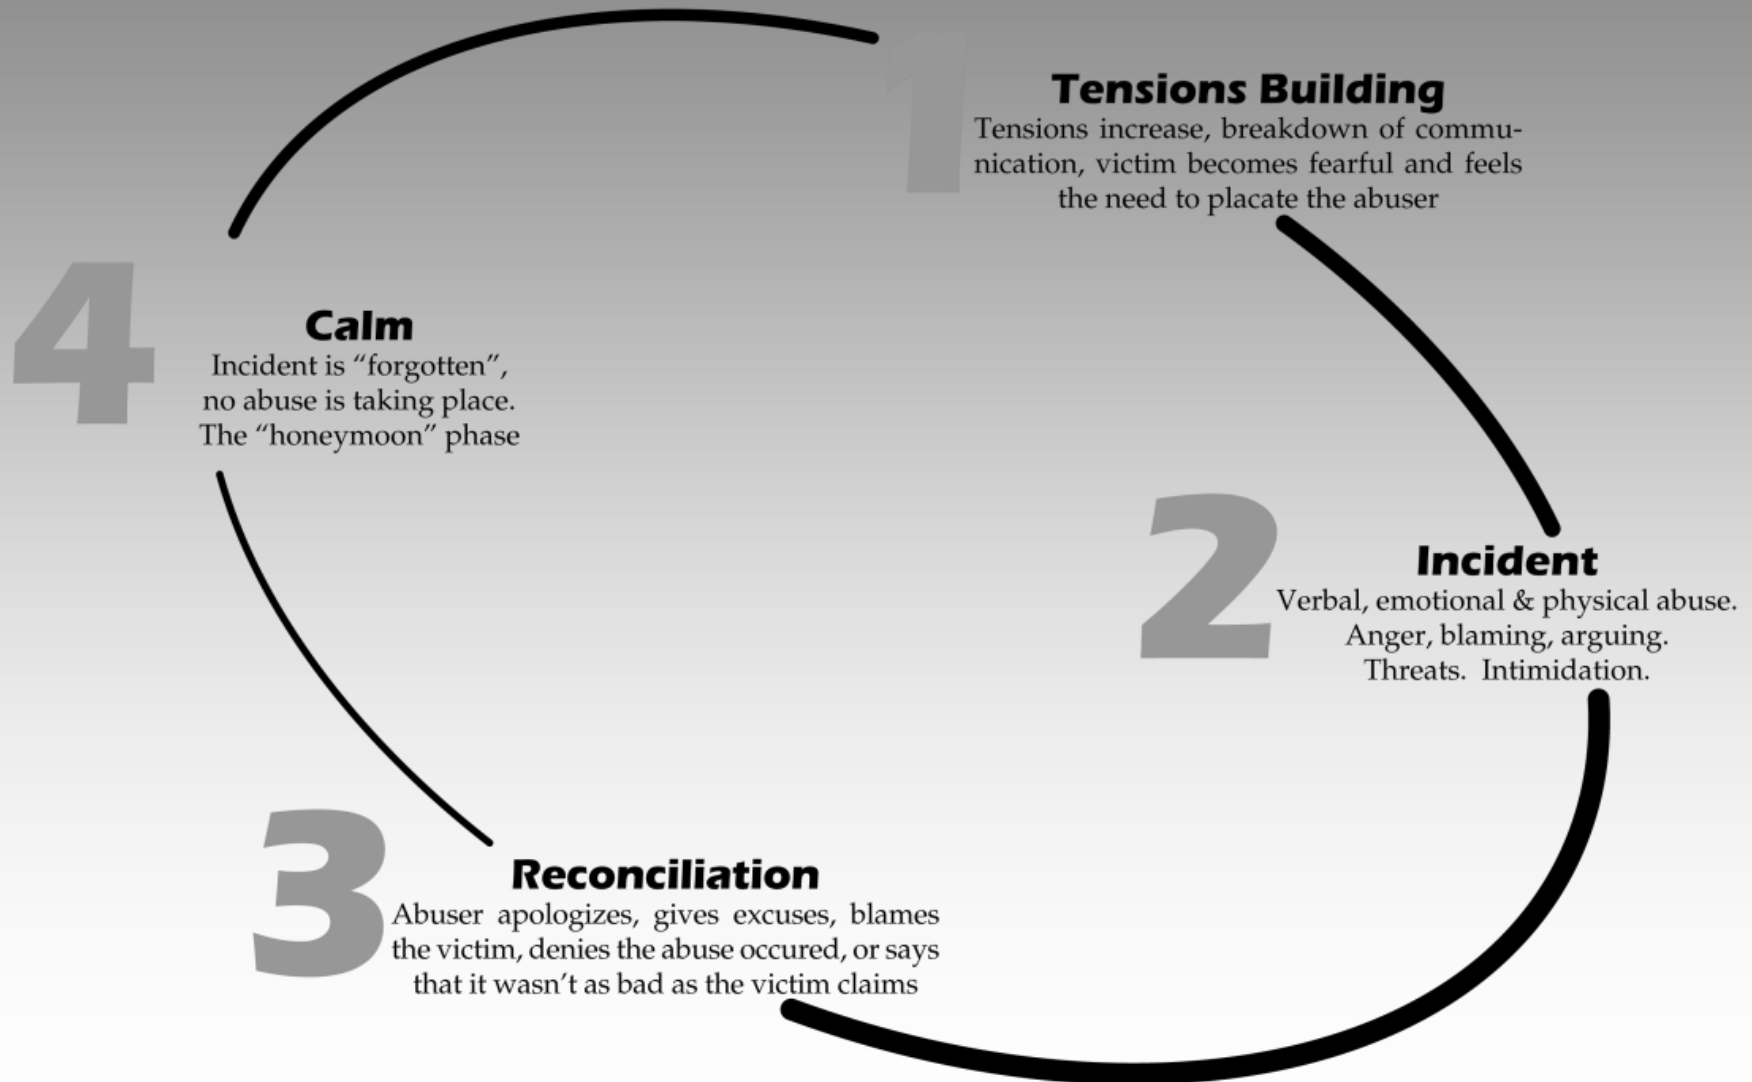 1
Tensions Building
Tensions increase, breakdown of commu-
nication, victim becomes fearful and feels
the need to placate the abuser
2
Incident
Verbal, emotional & physical abuse.
Anger, blaming, arguing.
Threats.  Intimidation.
3
Reconciliation
Abuser apologizes, gives excuses, blames
the victim, denies the abuse occured, or says
that it wasn't as bad as the victim claims
4
Calm
Incident is “forgotten”,
no abuse is taking place.
The “honeymoon” phase